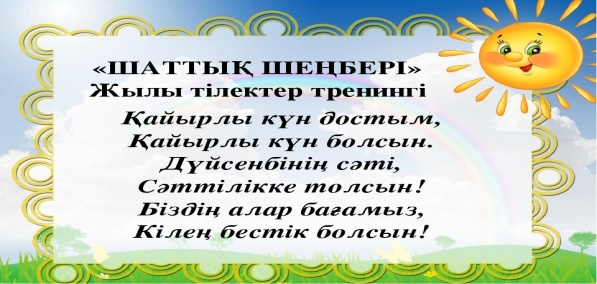 «ШАТТЫҚ ШЕҢБЕРІ»
Жылы тілектер тренингі
Қайырлы күн достым,
Қайырлы күн болсын.
Дүйсенбінің сәті,
Сәттілікке толсын!
Біздің алар бағамыз,
Кілең бестік болсын!